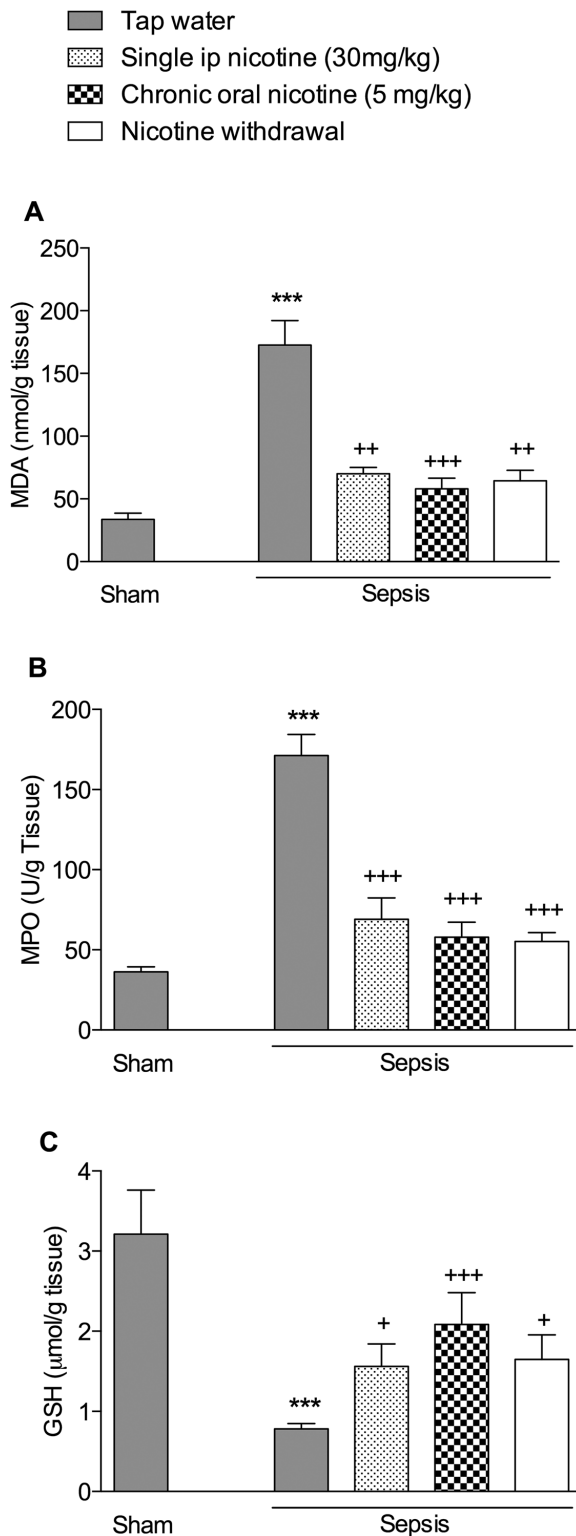 Tap water
Single ip nicotine (30mg/kg)
Chronic oral nicotine (5 mg/kg)
Nicotine withdrawal
A
MDA (nmol/g tissue)
250
200
150
100
50
0
***
++
+++
++
Sham
Sepsis
B
MPO (U/g Tissue)
200
150
100
50
0
***
+++
+++
+++
Sham
Sepsis
C
GSH (μmol/g tissue)
4
3
2
1
0
***
+
+++
+
Sham
Sepsis